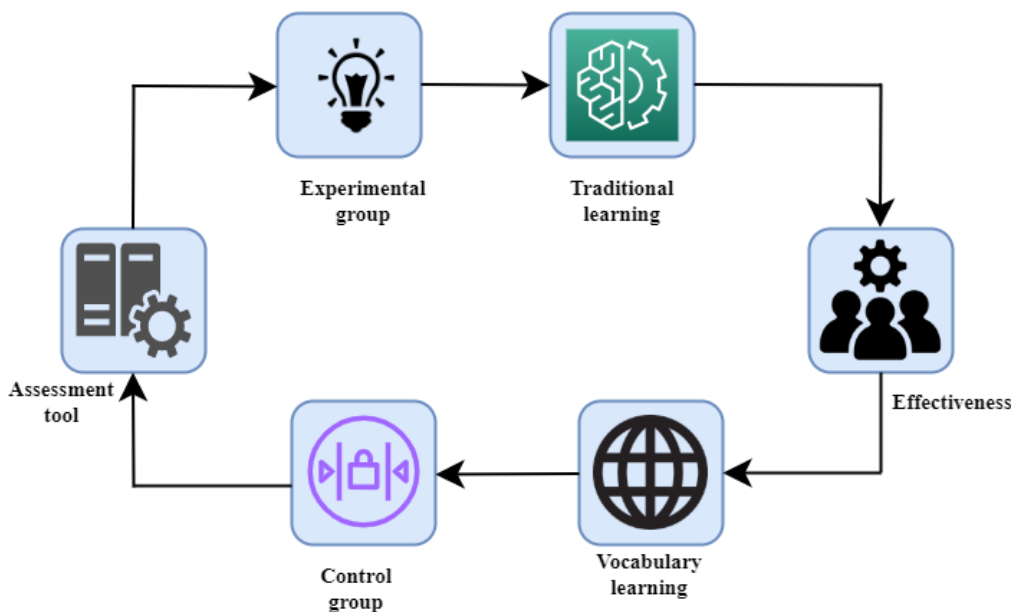 Experimental
group
Traditional
learning
Assessment
tool
Effectiveness
Control
group
Vocabulary
learning